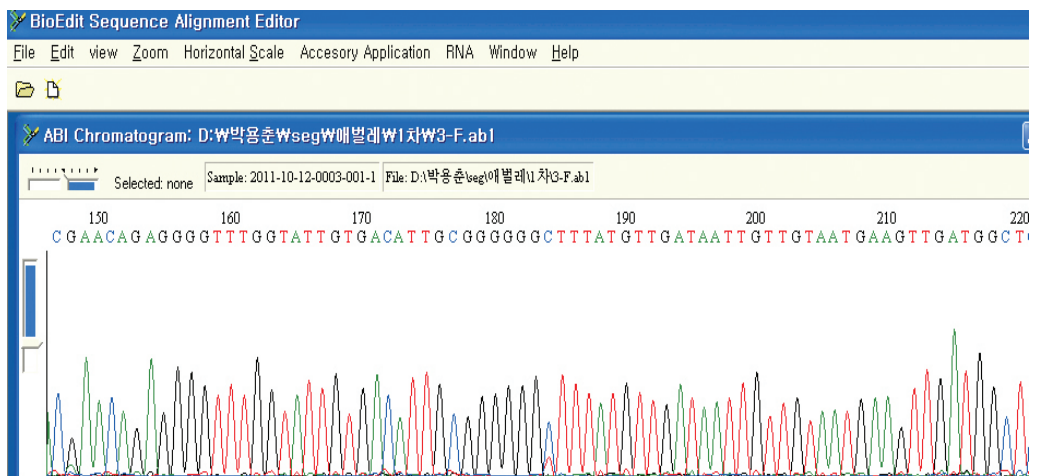 BioEdit Sequence Alignment Editor
File Edit view Zoom Horizontal Scale Accesory Application RNA Window Help
ABI Chromatogram: D:₩박용춘₩seg₩애벌레₩1차₩3-F.ab1
Selected: none Sample: 2011-10-12-0003-001-1 File: D:\박용춘\seg\애벌레\1차\3-F.ab1
150 160 170 180 190 200 210 220
CGAACAGAGGGGTTTGGTATTGTGACATTGCGGGGGGCTTTATGTTGATAATTGTTGTAATGAAGTTGATGGCT